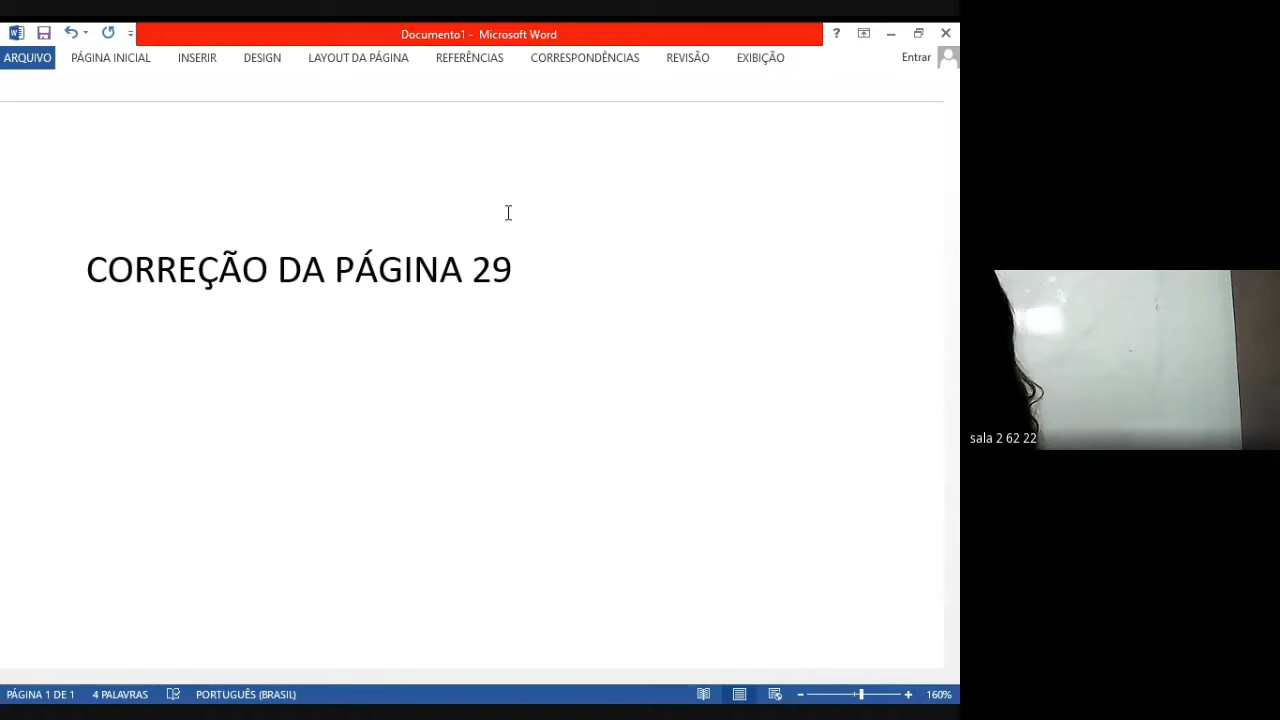 Documento1 - Microsoft Word
?
ARQUIVO PÁGINA INICIAL INSERIR DESIGN LAYOUT DA PÁGINA REFERÊNCIAS CORRESPONDÊNCIAS REVISÃO EXIBIÇÃO Entrar
CORREÇÃO DA PÁGINA 29
sala 2 62 22
PÁGINA 1 DE 1 4 PALAVRAS PORTUGUÊS (BRASIL) 160%